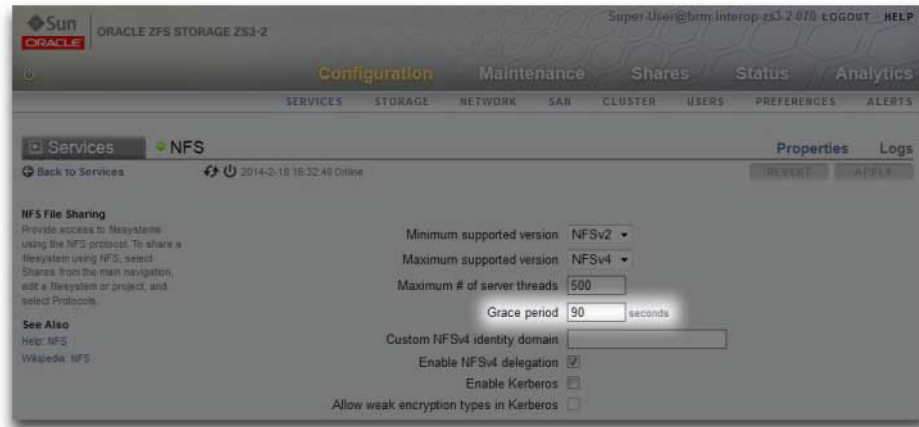 Sun
ORACLE
ORACLE ZFS STORAGE ZS3-2
Super-User@brm-interop-zs3-2-070 LOGOUT HELP
Configuration Maintenance Shares Status Analytics
SERVICES STORAGE NETWORK SAN CLUSTER USERS PREFERENCES ALERTS
Services
NFS
Properties Logs
Back to Services
2014-2-18 16:32:40 Online
REVERT APPLY
NFS File Sharing
Provide access to filesystems
using the NFS protocol. To share a
filesystem using NFS, select
Shares from the main navigation,
edit a filesystem or project, and
select Protocols.
See Also
Help: NFS
Wikipedia: NFS
Minimum supported version NFSv2
Maximum supported version NFSv4
Maximum # of server threads 500
Grace period 90 seconds
Custom NFSv4 identity domain
Enable NFSv4 delegation
Enable Kerberos
Allow weak encryption types in Kerberos